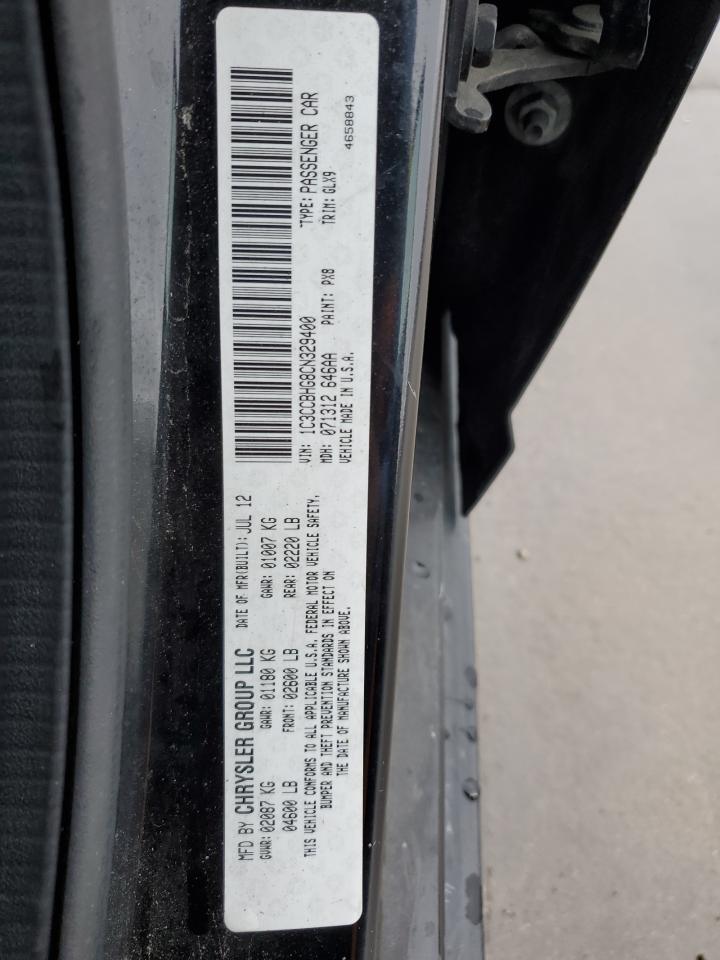 MFD BY CHRYSLER GROUP LLC DATE OF MFR(BUILT): JUL 12
GVWR: 02087 KG GAWR: 01180 KG GAWR: 01007 KG
04600 LB FRONT: 02600 LB REAR: 02220 LB
THIS VEHICLE CONFORMS TO ALL APPLICABLE U.S.A. FEDERAL MOTOR VEHICLE SAFETY,
BUMPER AND THEFT PREVENTION STANDARDS IN EFFECT ON
THE DATE OF MANUFACTURE SHOWN ABOVE.
VIN: 1C3CCBHG8CN329400 TYPE: PASSENGER CAR
MDH: 071312 646AA PAINT: PX8 TRIM: GLX9
VEHICLE MADE IN U.S.A. 4658843